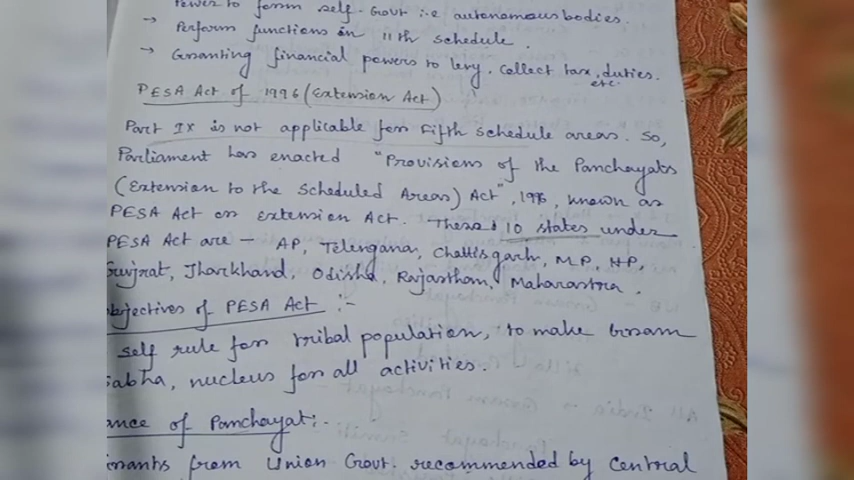 Power to form self-Govt i.e autonomous bodies.
→ Perform functions in 11th schedule.
→ Granting financial powers to levy, collect tax, duties.
etc.
PESA Act of 1996 (Extension Act)
Part IX is not applicable for Fifth schedule areas. So,
Parliament has enacted "Provisions of the Panchayats
(Extension to the Scheduled Areas) Act", 1996, known as
PESA Act or Extension Act. There 10 states under
PESA Act are - AP, Telengana, Chattisgarh, M.P, H.P,
Gujrat, Jharkhand, Odisha, Rajastham, Maharastra.
objectives of PESA Act :-
self rule for tribal population, to make Gram
Sabha, nucleus for all activities.
ance of Panchayat:-
Grants from Union Govt. recommended by Central